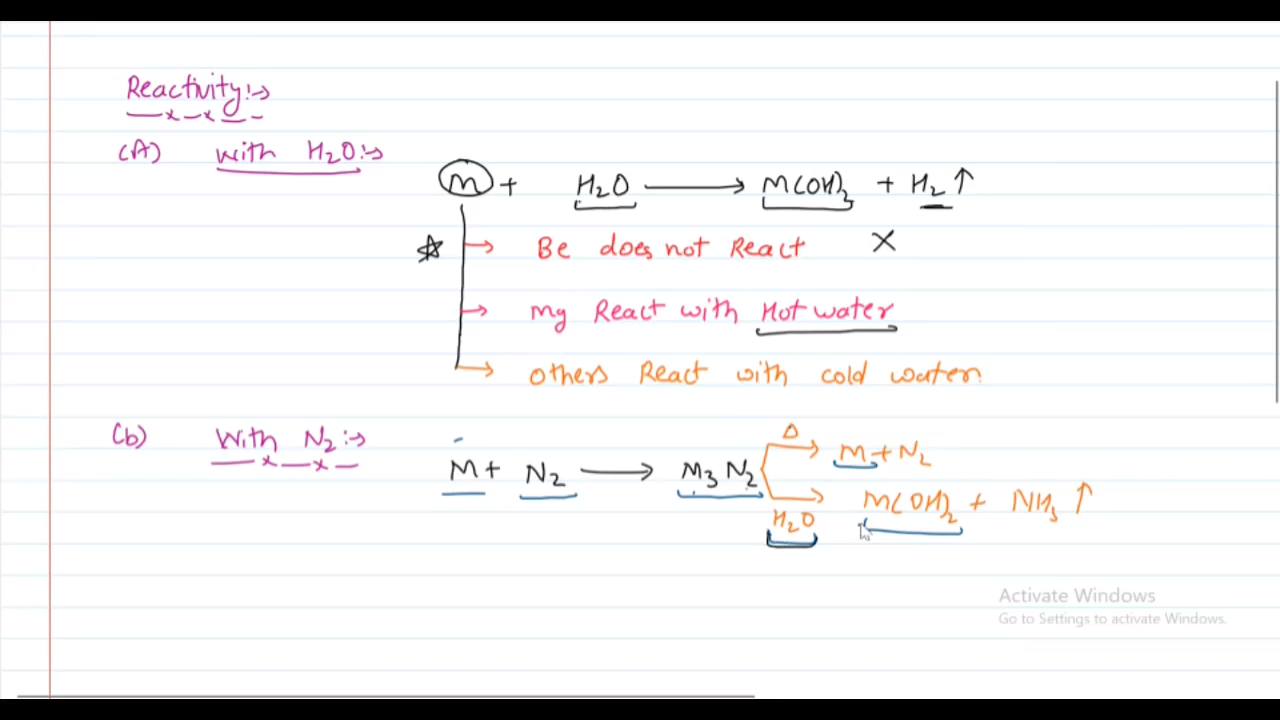 Reactivity:->
(A) With H2O:->
M + H2O ⟶ M(OH)2 + H2 ↑
Be does not React X
Mg React with Hot water
others React with cold water
(b) With N2:->
M + N2 ⟶ M3N2
Δ M + N2
H2O M(OH)2 + NH3 ↑
Activate Windows
Go to Settings to activate Windows.